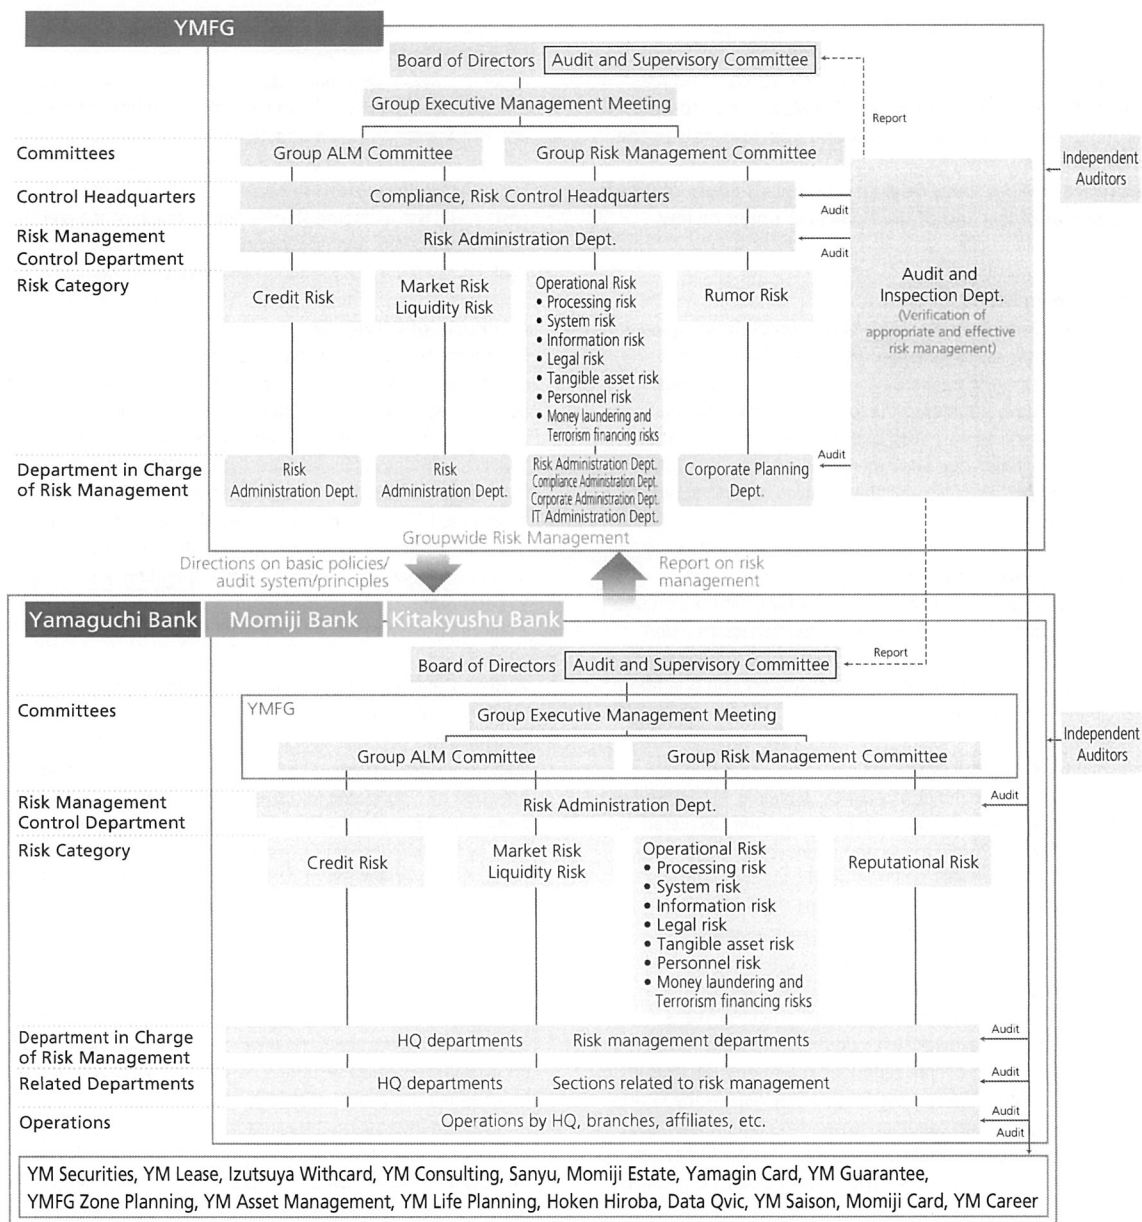 YMFG
Board of Directors Audit and Supervisory Committee
Group Executive Management Meeting
Report
Committees
Group ALM Committee
Group Risk Management Committee
Independent
Auditors
Control Headquarters
Compliance, Risk Control Headquarters
Audit
Risk Management
Control Department
Risk Administration Dept.
Audit
Audit and
Inspection Dept.
(Verification of
appropriate and effective
risk management)
Risk Category
Credit Risk
Market Risk
Liquidity Risk
Operational Risk
• Processing risk
• System risk
• Information risk
• Legal risk
• Tangible asset risk
• Personnel risk
• Money laundering and
Terrorism financing risks
Rumor Risk
Department in Charge
of Risk Management
Risk
Administration Dept.
Risk
Administration Dept.
Risk Administration Dept.
Compliance Administration Dept.
Corporate Administration Dept.
IT Administration Dept.
Corporate Planning
Dept.
Audit
Groupwide Risk Management
Directions on basic policies/
audit system/principles
Report on risk
management
Yamaguchi Bank Momiji Bank Kitakyushu Bank
Board of Directors Audit and Supervisory Committee
Report
Committees
YMFG
Group Executive Management Meeting
Group ALM Committee
Group Risk Management Committee
Independent
Auditors
Risk Management
Control Department
Risk Administration Dept.
Audit
Risk Category
Credit Risk
Market Risk
Liquidity Risk
Operational Risk
• Processing risk
• System risk
• Information risk
• Legal risk
• Tangible asset risk
• Personnel risk
• Money laundering and
Terrorism financing risks
Reputational Risk
Department in Charge
of Risk Management
HQ departments Risk management departments
Audit
Related Departments
HQ departments Sections related to risk management
Audit
Operations
Operations by HQ, branches, affiliates, etc.
Audit
Audit
YM Securities, YM Lease, Izutsuya Withcard, YM Consulting, Sanyu, Momiji Estate, Yamagin Card, YM Guarantee,
YMFG Zone Planning, YM Asset Management, YM Life Planning, Hoken Hiroba, Data Qvic, YM Saison, Momiji Card, YM Career